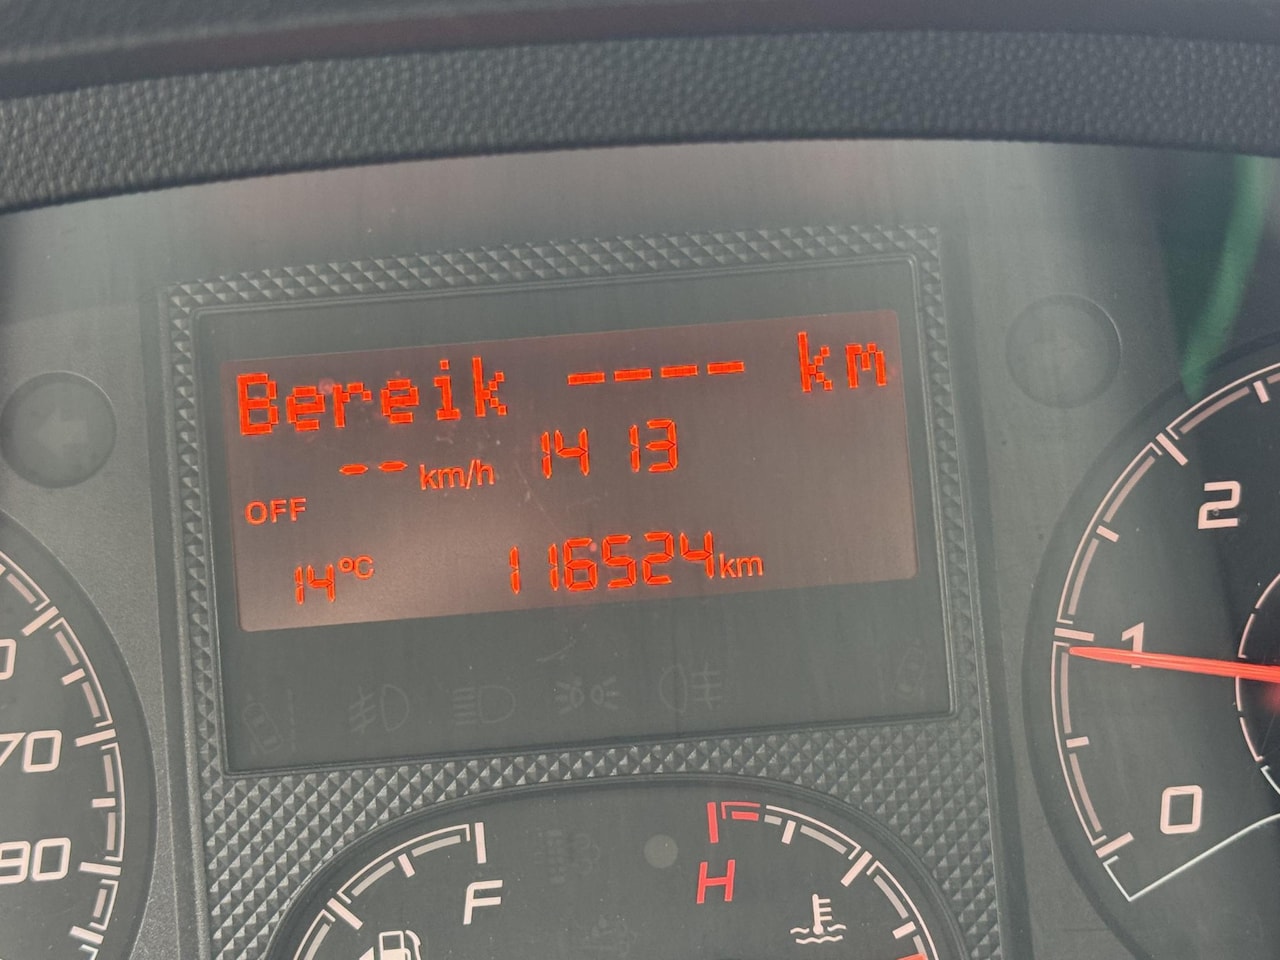 Bereik ---- km
-- km/h 14 13
OFF
14°C 116524km
2
1
0
70
90
F
H